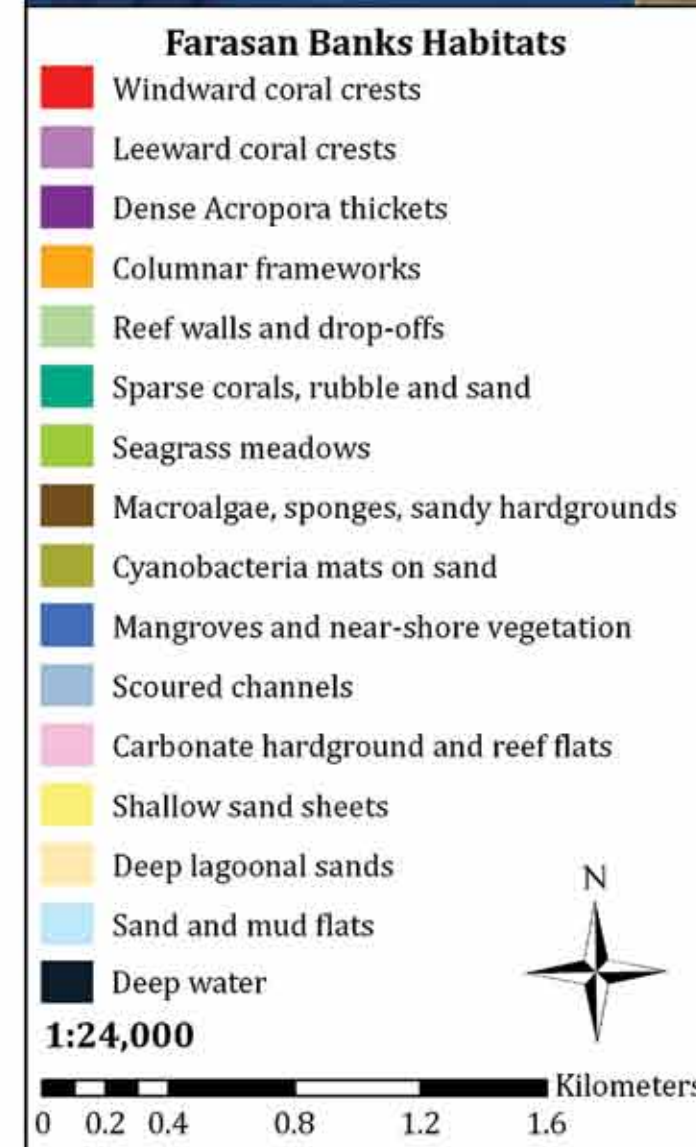 Farasan Banks Habitats
Windward coral crests
Leeward coral crests
Dense Acropora thickets
Columnar frameworks
Reef walls and drop-offs
Sparse corals, rubble and sand
Seagrass meadows
Macroalgae, sponges, sandy hardgrounds
Cyanobacteria mats on sand
Mangroves and near-shore vegetation
Scoured channels
Carbonate hardground and reef flats
Shallow sand sheets
Deep lagoonal sands
N
Sand and mud flats
Deep water
1:24,000
Kilometers
0 0.2 0.4 0.8 1.2 1.6